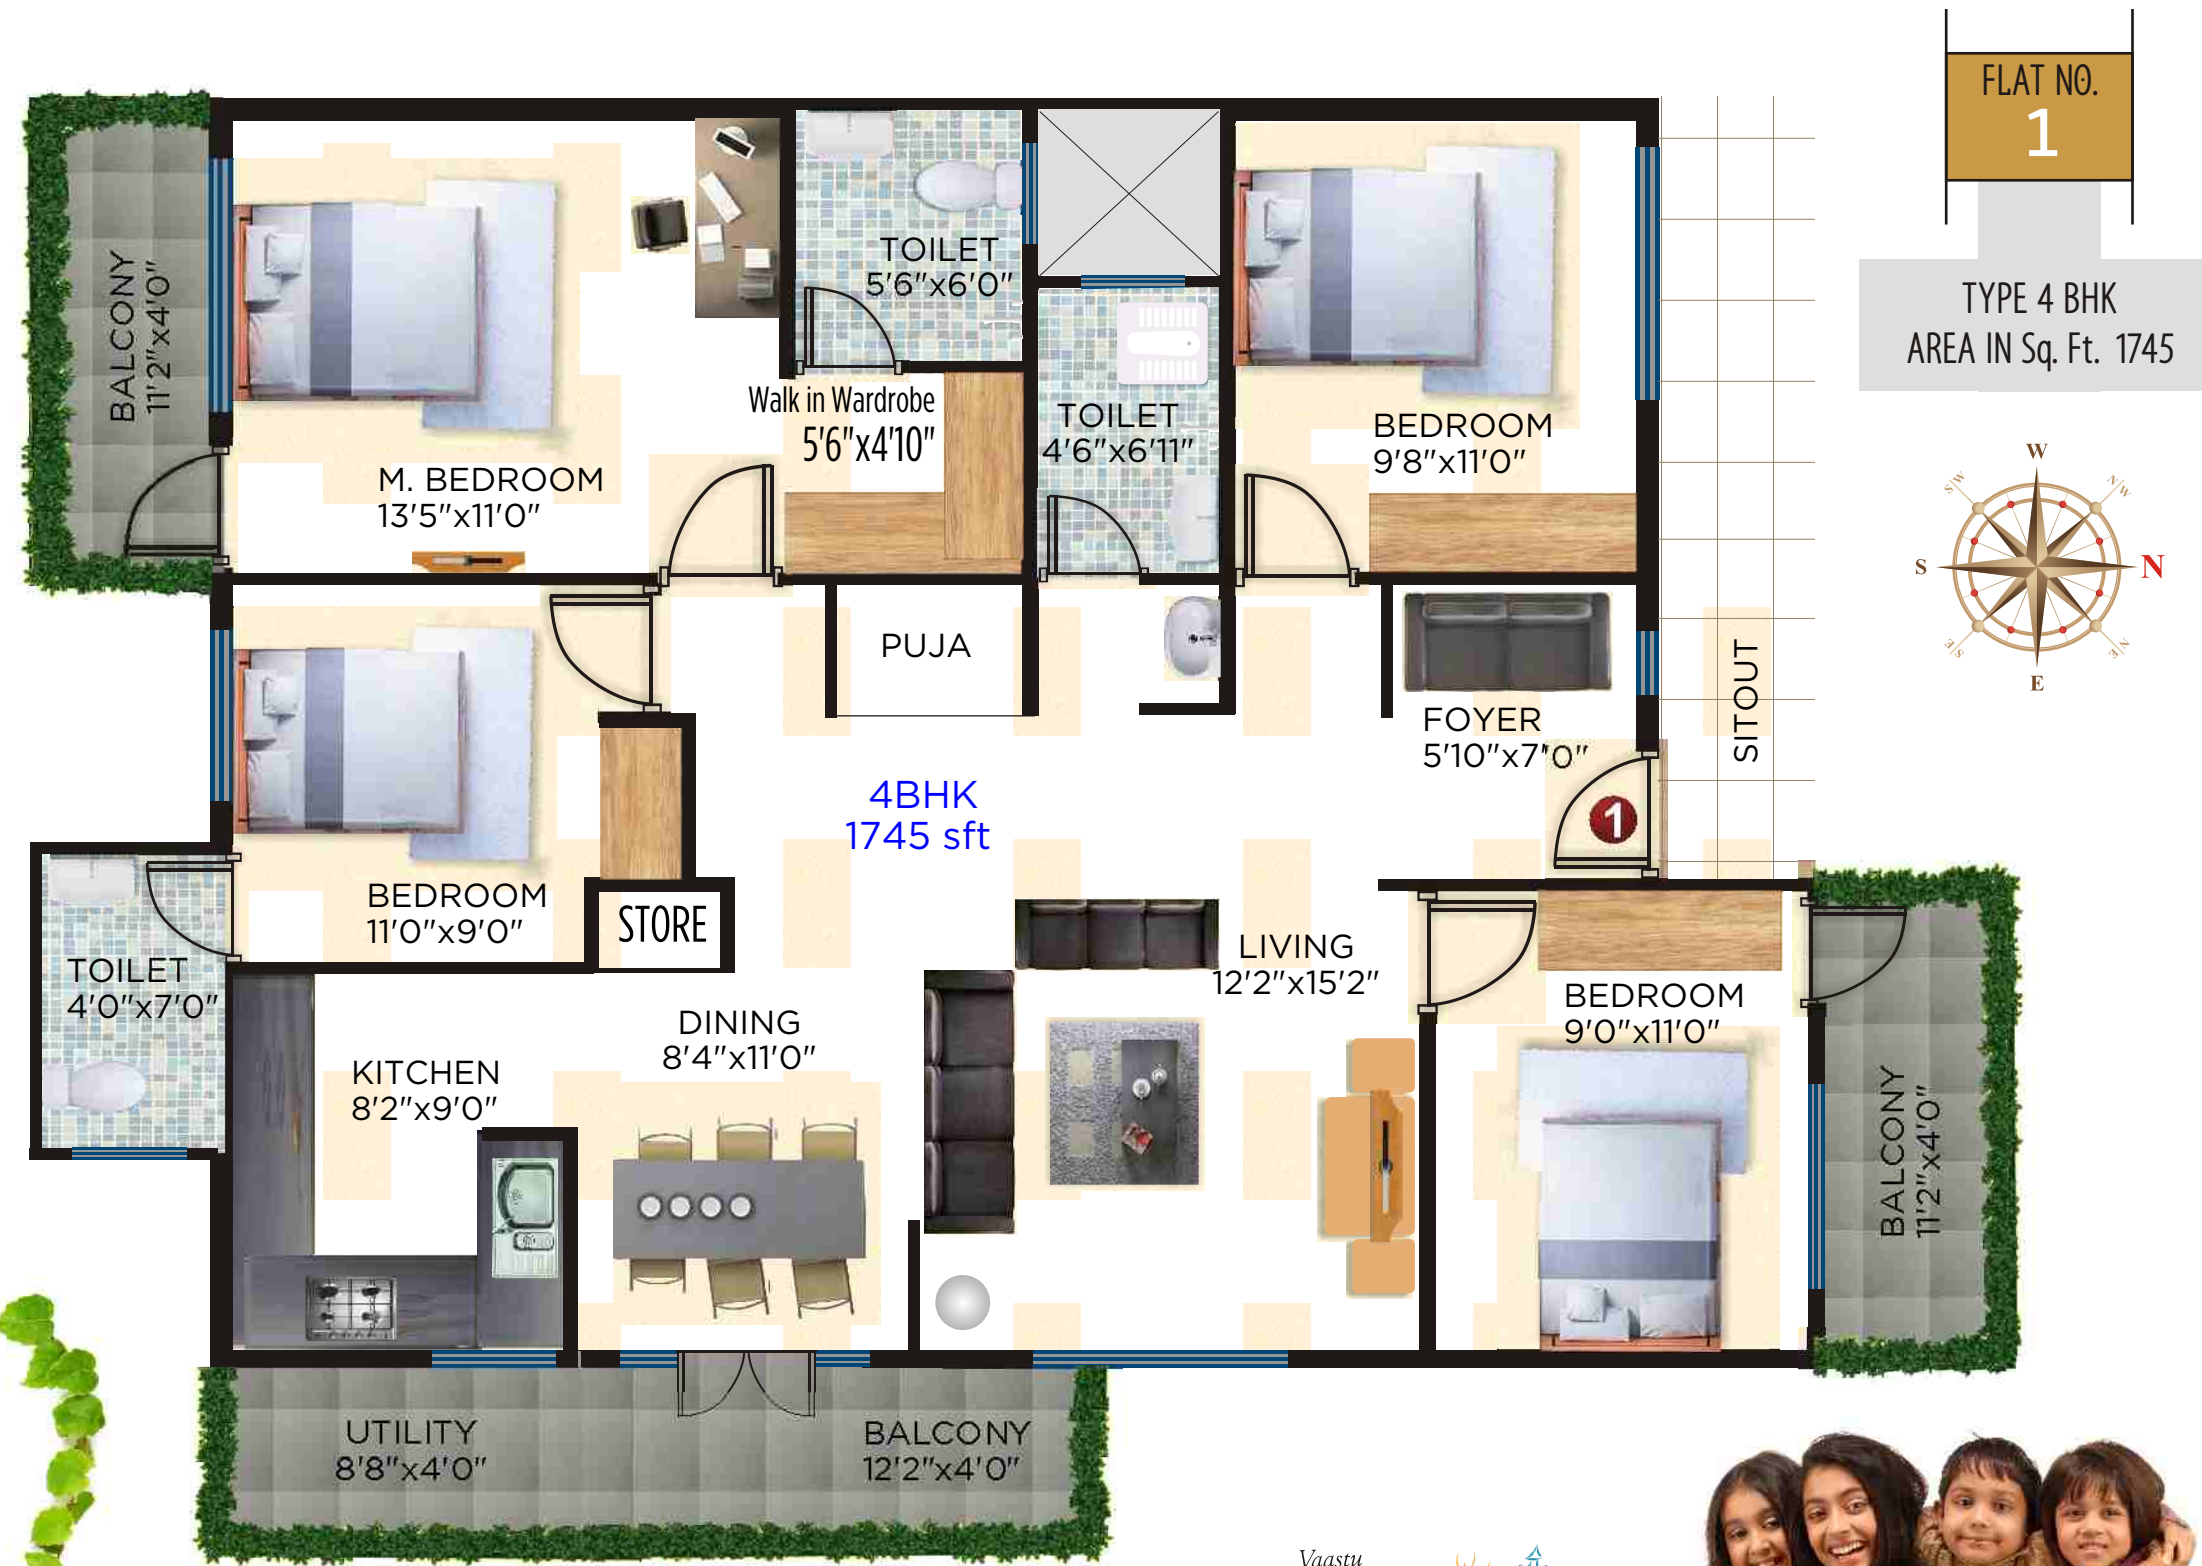 FLAT NO.
1
TYPE 4 BHK
AREA IN Sq. Ft. 1745
W
S/W
N/W
S
N
S/E
N/E
E
BALCONY
11'2"x4'0"
M. BEDROOM
13'5"x11'0"
TOILET
5'6"x6'0"
Walk in Wardrobe
5'6"x4'10"
TOILET
4'6"x6'11"
BEDROOM
9'8"x11'0"
PUJA
FOYER
5'10"x7'0"
SITOUT
1
4BHK
1745 sft
BEDROOM
11'0"x9'0"
STORE
TOILET
4'0"x7'0"
KITCHEN
8'2"x9'0"
DINING
8'4"x11'0"
LIVING
12'2"x15'2"
BEDROOM
9'0"x11'0"
BALCONY
11'2"x4'0"
UTILITY
8'8"x4'0"
BALCONY
12'2"x4'0"
Vaastu